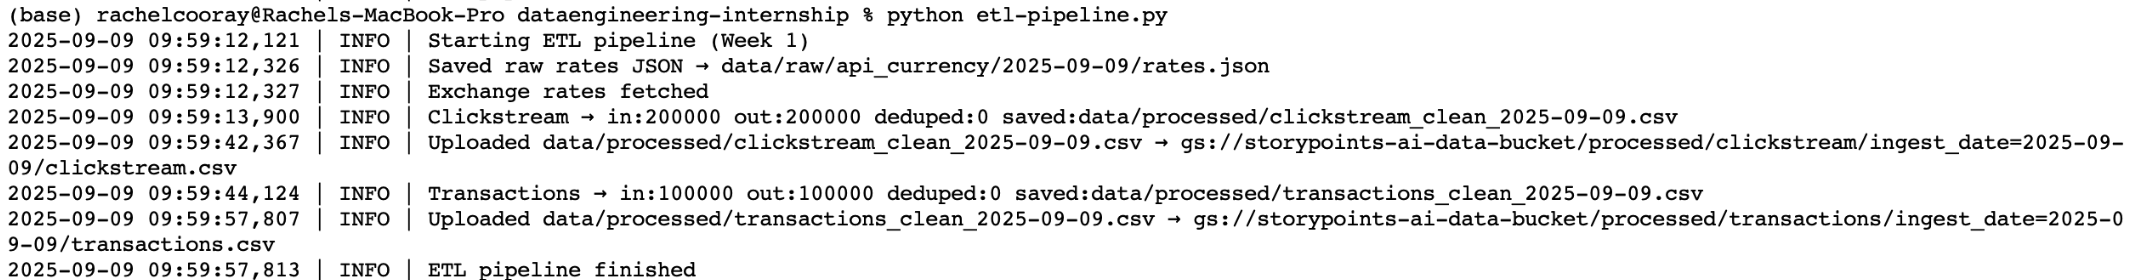 (base) rachelcooray@Rachels-MacBook-Pro dataengineering-internship % python etl-pipeline.py
2025-09-09 09:59:12,121 | INFO | Starting ETL pipeline (Week 1)
2025-09-09 09:59:12,326 | INFO | Saved raw rates JSON → data/raw/api_currency/2025-09-09/rates.json
2025-09-09 09:59:12,327 | INFO | Exchange rates fetched
2025-09-09 09:59:13,900 | INFO | Clickstream → in:200000 out:200000 deduped:0 saved:data/processed/clickstream_clean_2025-09-09.csv
2025-09-09 09:59:42,367 | INFO | Uploaded data/processed/clickstream_clean_2025-09-09.csv → gs://storypoints-ai-data-bucket/processed/clickstream/ingest_date=2025-09-
09/clickstream.csv
2025-09-09 09:59:44,124 | INFO | Transactions → in:100000 out:100000 deduped:0 saved:data/processed/transactions_clean_2025-09-09.csv
2025-09-09 09:59:57,807 | INFO | Uploaded data/processed/transactions_clean_2025-09-09.csv → gs://storypoints-ai-data-bucket/processed/transactions/ingest_date=2025-0
9-09/transactions.csv
2025-09-09 09:59:57,813 | INFO | ETL pipeline finished